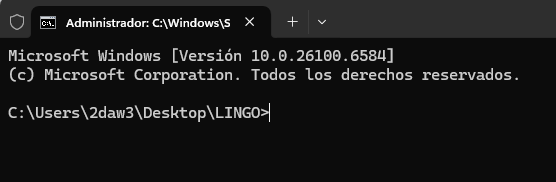 Administrador: C:\Windows\S
Microsoft Windows [Versión 10.0.26100.6584]
(c) Microsoft Corporation. Todos los derechos reservados.
C:\Users\2daw3\Desktop\LINGO>